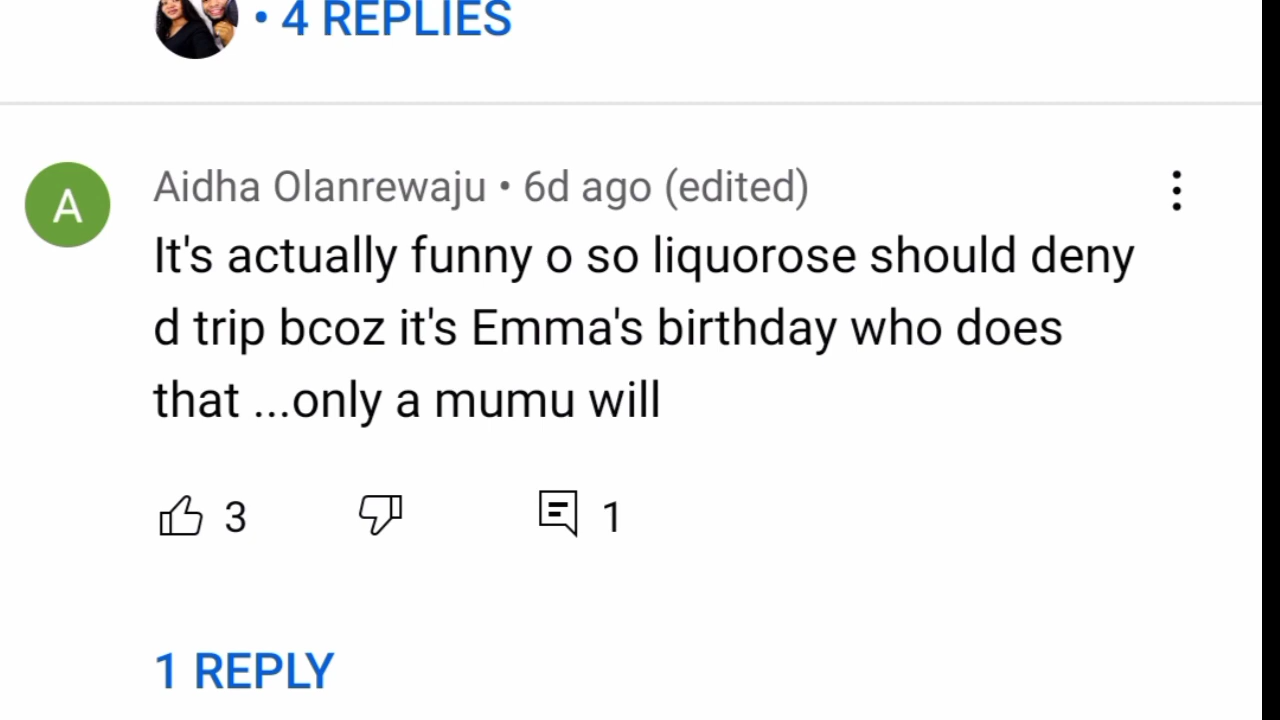 • 4 REPLIES
A
Aidha Olanrewaju • 6d ago (edited)
It's actually funny o so liquorose should deny
d trip bcoz it's Emma's birthday who does
that ...only a mumu will
3 1
1 REPLY